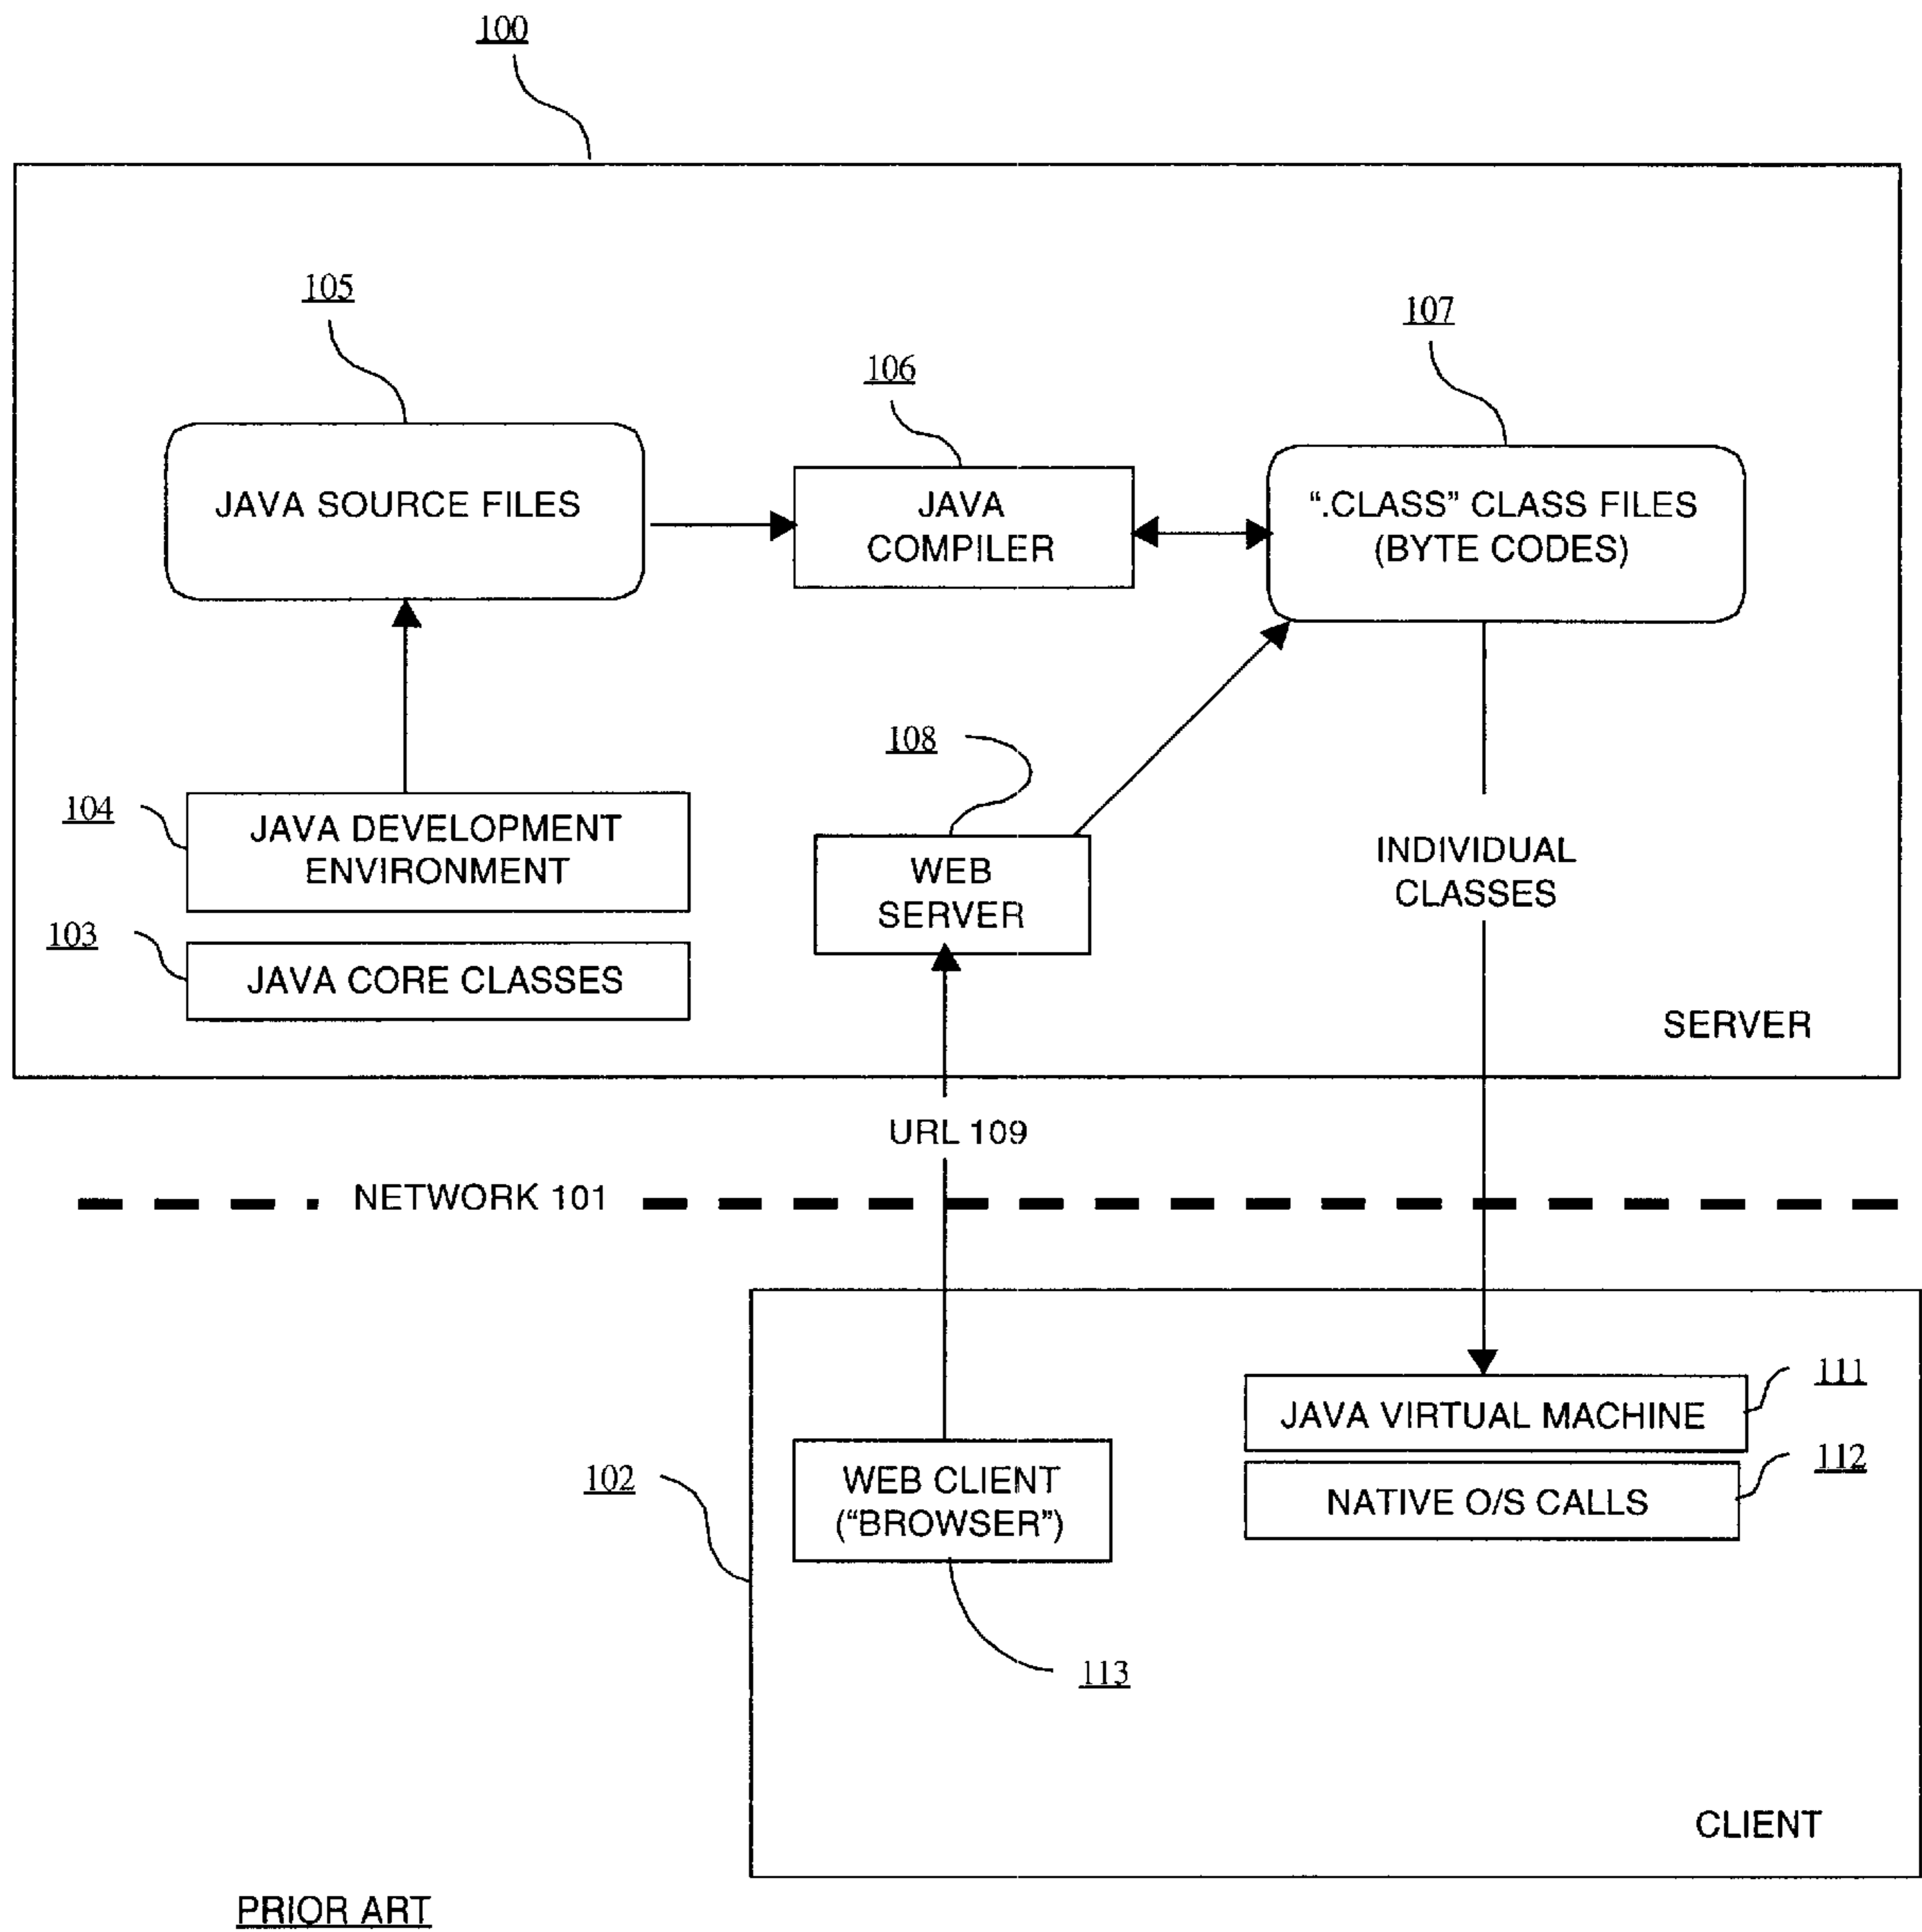 100
105
107
106
JAVA SOURCE FILES
JAVA
COMPILER
".CLASS" CLASS FILES
(BYTE CODES)
108
104
JAVA DEVELOPMENT
ENVIRONMENT
WEB
SERVER
INDIVIDUAL
CLASSES
103
JAVA CORE CLASSES
SERVER
URL 109
NETWORK 101
111
JAVA VIRTUAL MACHINE
112
102
WEB CLIENT
("BROWSER")
NATIVE O/S CALLS
113
CLIENT
PRIOR ART